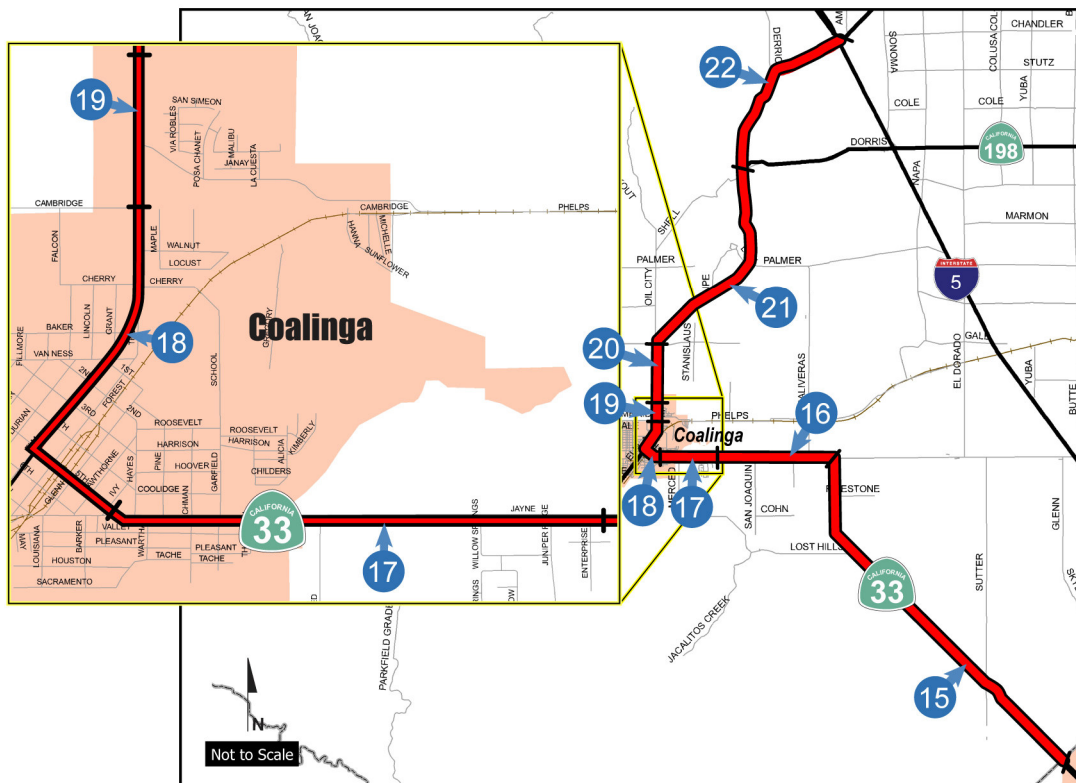 19
SAN SIMEON
VIA ROBLES
POSA CHANET
MALIBU
JANAY
LA CUESTA
CAMBRIDGE
CAMBRIDGE
PHELPS
FALCON
MAPLE
WALNUT
LOCUST
HANNA
MICHELLE
SUNFLOWER
CHERRY
CHERRY
LINCOLN
GRANT
BAKER
FILLMORE
18
VAN NESS
Coalinga
2ND
1ST
FOREST
3RD
2ND
SCHOOL
ROOSEVELT
ROOSEVELT
HARRISON
HARRISON
KIMBERLY
ALICIA
PINE
HOOVER
GARFIELD
CHILDERS
HAYES
5TH
GLENN
IVY
COOLIDGE
CALIFORNIA
33
JAYNE
17
MAY
LOUISIANA
BARKER
VALLEY
PLEASANT
PLEASANT
TACHE
TACHE
HOUSTON
SACRAMENTO
WILLOW SPRINGS
ENTERPRISE
DERRIC
22
SONOMA
COLUSA
CHANDLER
STUTZ
YUBA
COLE
COLE
DORRIS
CALIFORNIA
198
NAPA
SHELL
MARMON
PALMER
PALMER
OIL CITY
INTERSTATE
5
21
20
STANISLAUS
GALE
EL DORADO
YUBA
BUTTE
19
PHELPS
16
Coalinga
18
17
SAN JOAQUIN
COHN
LOST HILLS
GLENN
SUTTER
CALIFORNIA
33
JACALITOS CREEK
PARKFIELD GRADE
15
N
Not to Scale